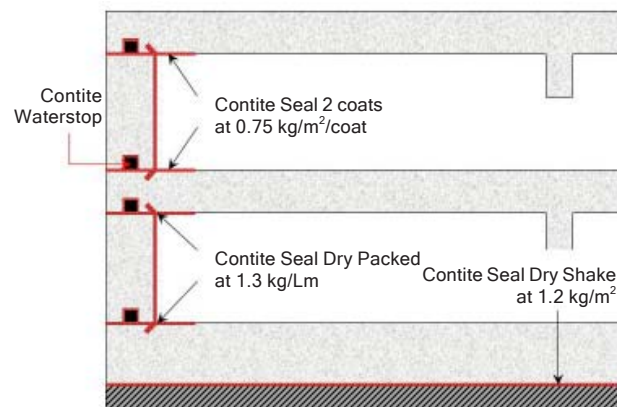 Contite
Waterstop
Contite Seal 2 coats
at 0.75 kg/m²/coat
Contite Seal Dry Packed
at 1.3 kg/Lm
Contite Seal Dry Shake
at 1.2 kg/m²